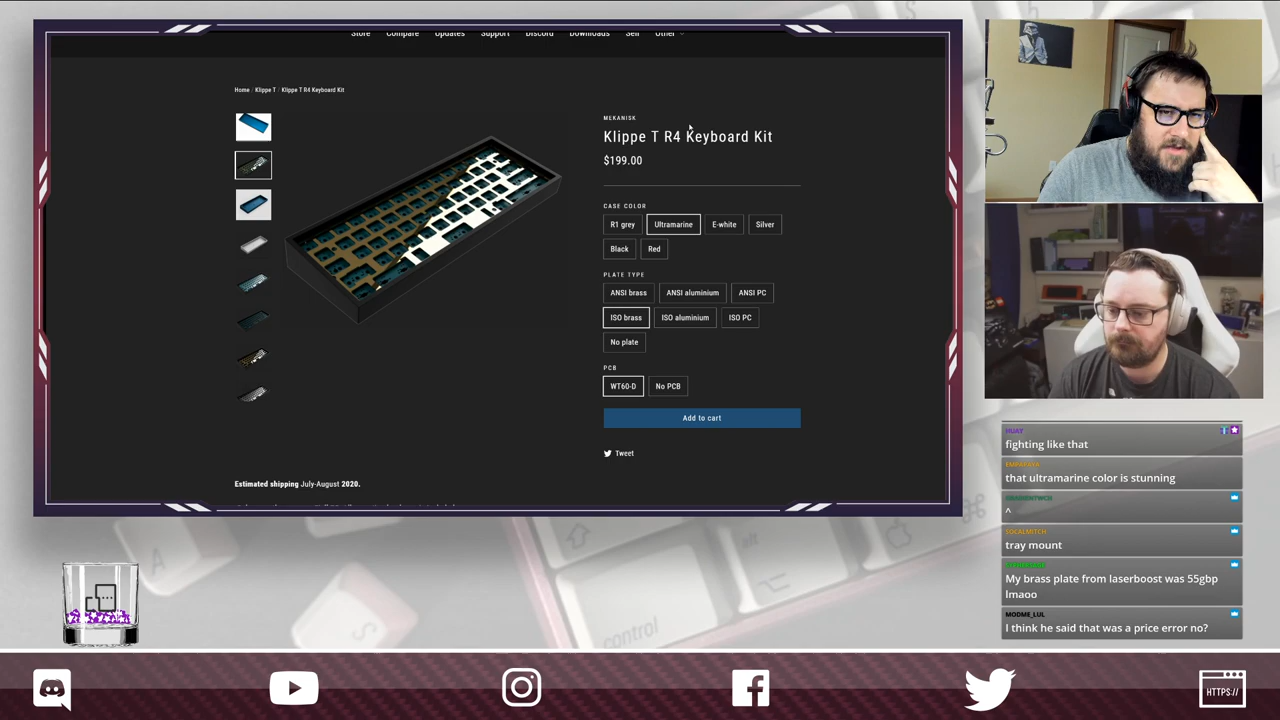 Store Compare Updates Support Discord Downloads Sell Other
Home / Klippe T / Klippe T R4 Keyboard Kit
MEKANISK
Klippe T R4 Keyboard Kit
$199.00
CASE COLOR
R1 grey Ultramarine E-white Silver
Black Red
PLATE TYPE
ANSI brass ANSI aluminium ANSI PC
ISO brass ISO aluminium ISO PC
No plate
PCB
WT60-D No PCB
Add to cart
Tweet
Estimated shipping July-August 2020.
fighting like that
that ultramarine color is stunning
^
SOCALMITCH
tray mount
My brass plate from laserboost was 55gbp
lmaoo
MODME_LUL
I think he said that was a price error no?
A
S
control
HTTPS://